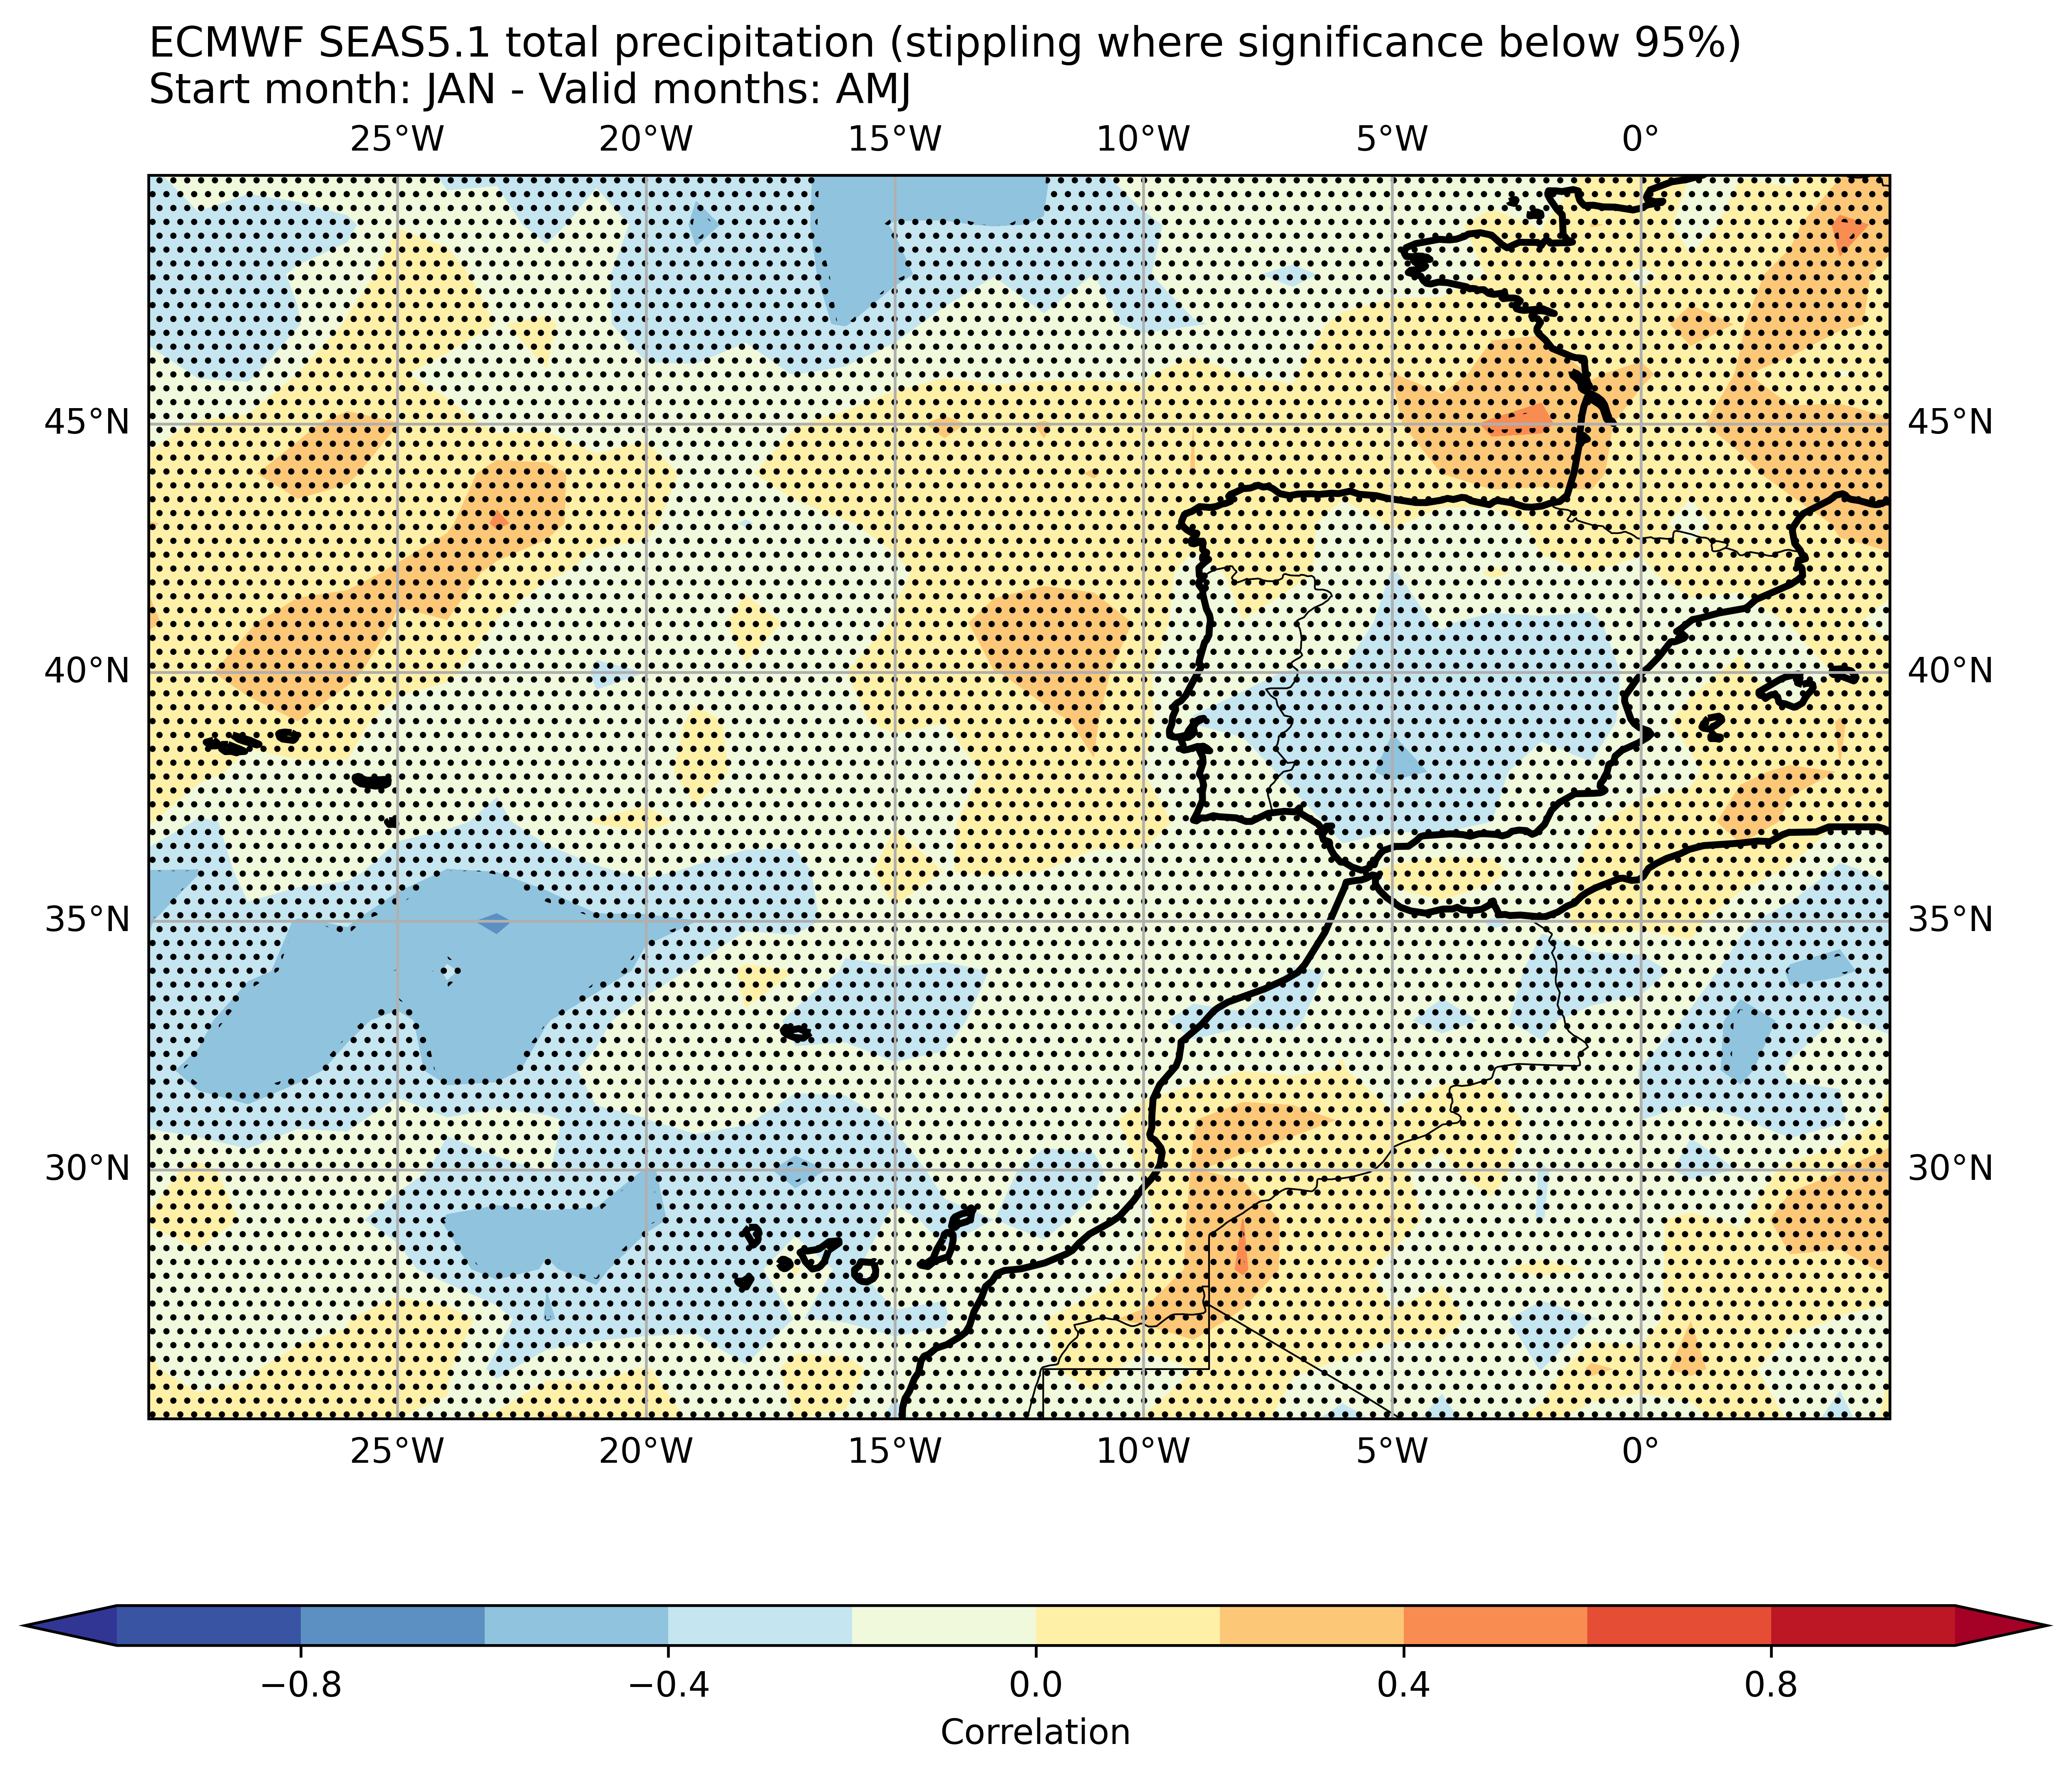 ECMWF SEAS5.1 total precipitation (stippling where significance below 95%)
Start month: JAN - Valid months: AMJ
25°W 20°W 15°W 10°W 5°W 0°
45°N 45°N
40°N 40°N
35°N 35°N
30°N 30°N
25°W 20°W 15°W 10°W 5°W 0°
−0.8 −0.4 0.0 0.4 0.8
Correlation